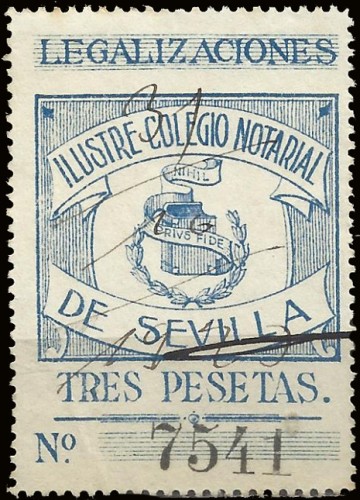 LEGALIZACIONES
ILUSTRE COLEGIO NOTARIAL
NIHIL
PRIVS FIDE
DE SEVILLA
TRES PESETAS.
Nº 7541